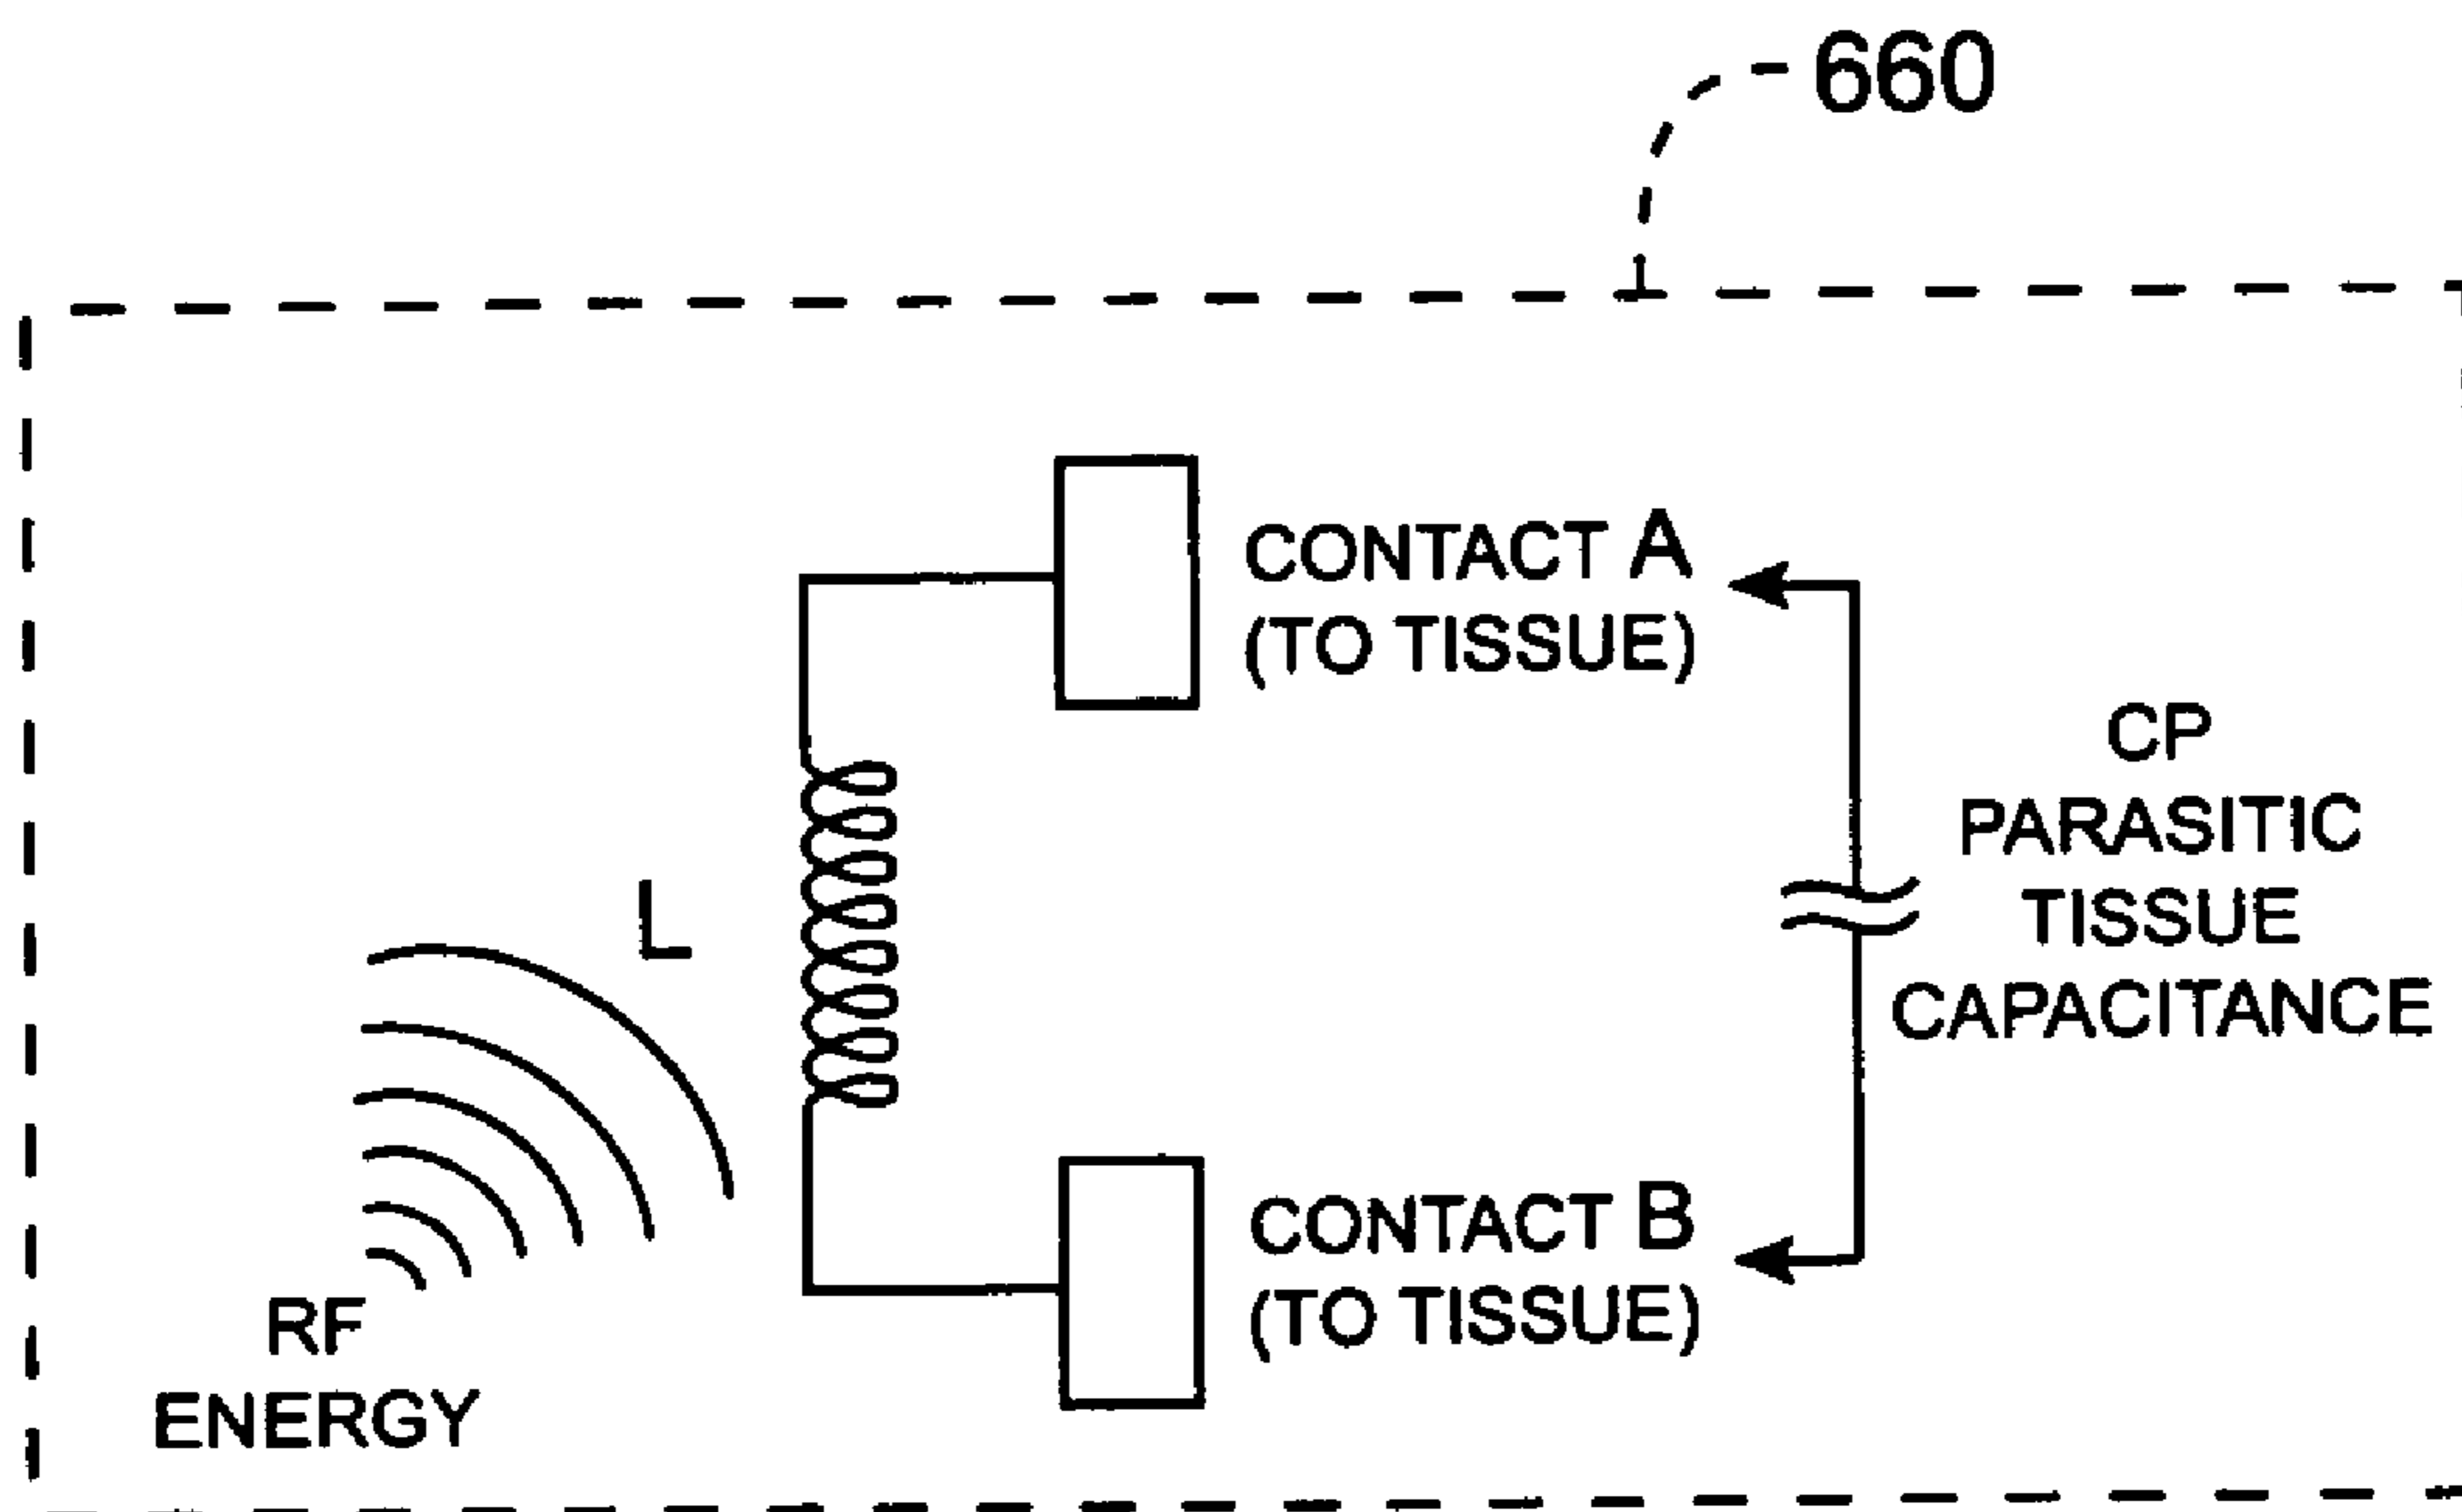 660
CONTACT A
(TO TISSUE)
CP
PARASITIC
TISSUE
CAPACITANCE
L
CONTACT B
(TO TISSUE)
RF
ENERGY